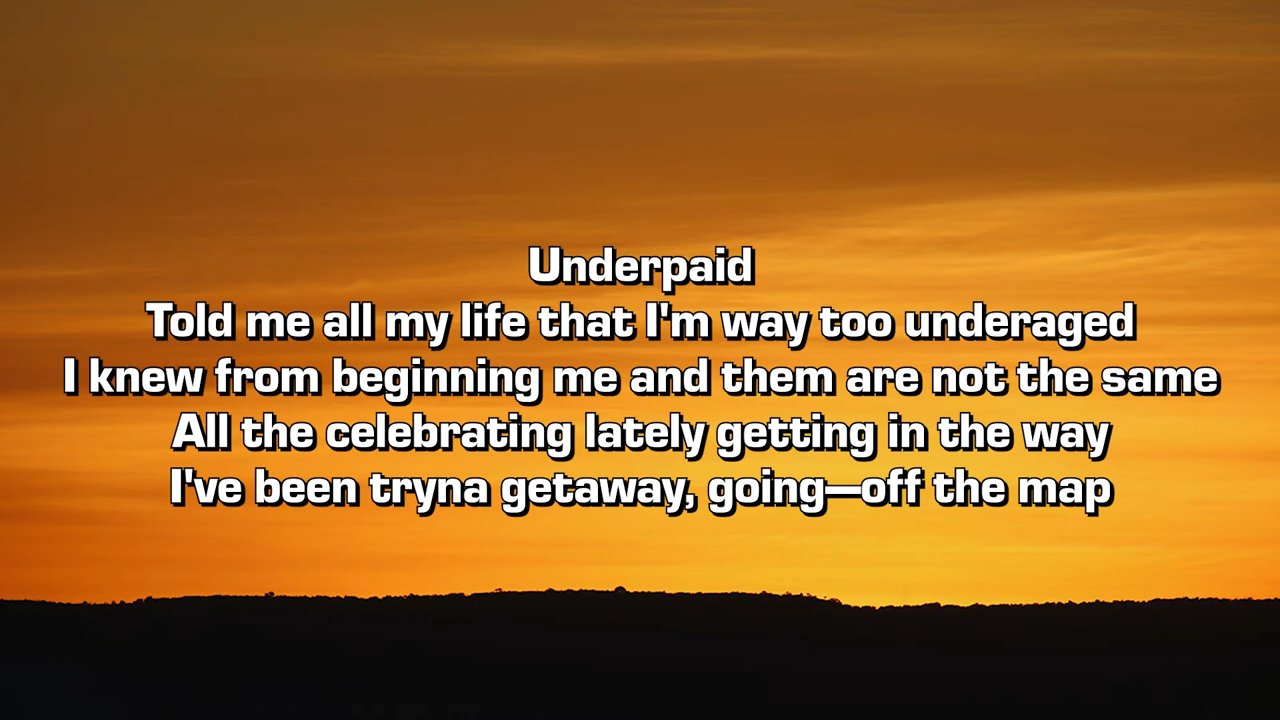 Underpaid
Told me all my life that I'm way too underaged
I knew from beginning me and them are not the same
All the celebrating lately getting in the way
I've been tryna getaway, going—off the map